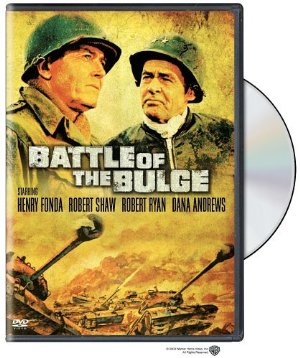 BATTLE OF
THE BULGE
STARRING
HENRY FONDA ROBERT SHAW ROBERT RYAN DANA ANDREWS
DVD